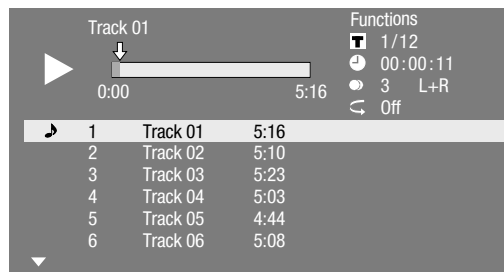 Track 01
0:00 5:16
Functions
T 1/12
00:00:11
3 L+R
Off
1 Track 01 5:16
2 Track 02 5:10
3 Track 03 5:23
4 Track 04 5:03
5 Track 05 4:44
6 Track 06 5:08